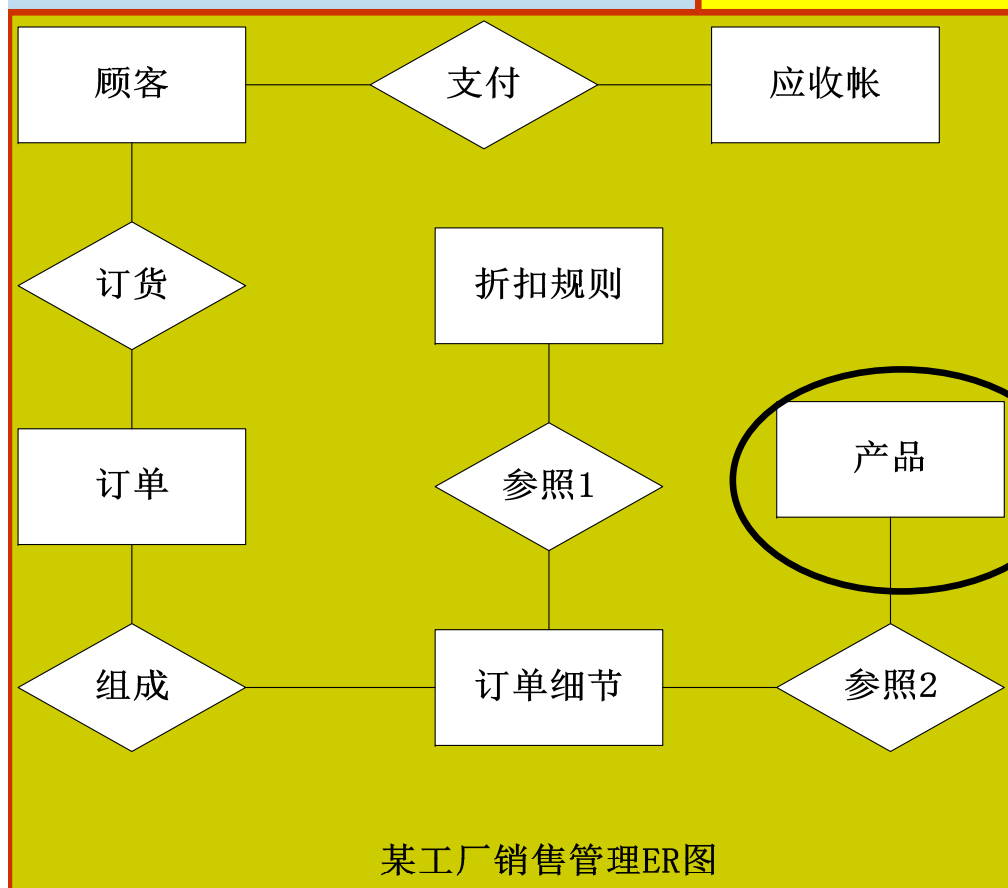 顾客 支付 应收帐
订货 折扣规则
产品
订单 参照1
组成 订单细节 参照2
某工厂销售管理ER图